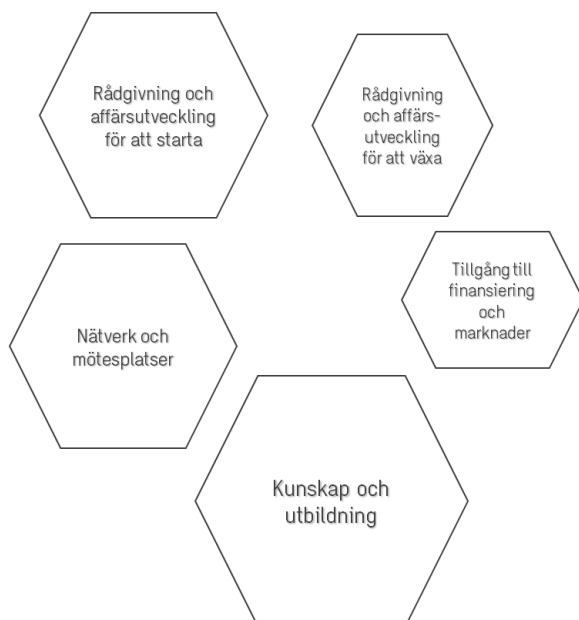 Rådgivning och
affärsutveckling
för att starta
Rådgivning
och affärs-
utveckling
för att växa
Tillgång till
finansiering
och
marknader
Nätverk och
mötesplatser
Kunskap och
utbildning